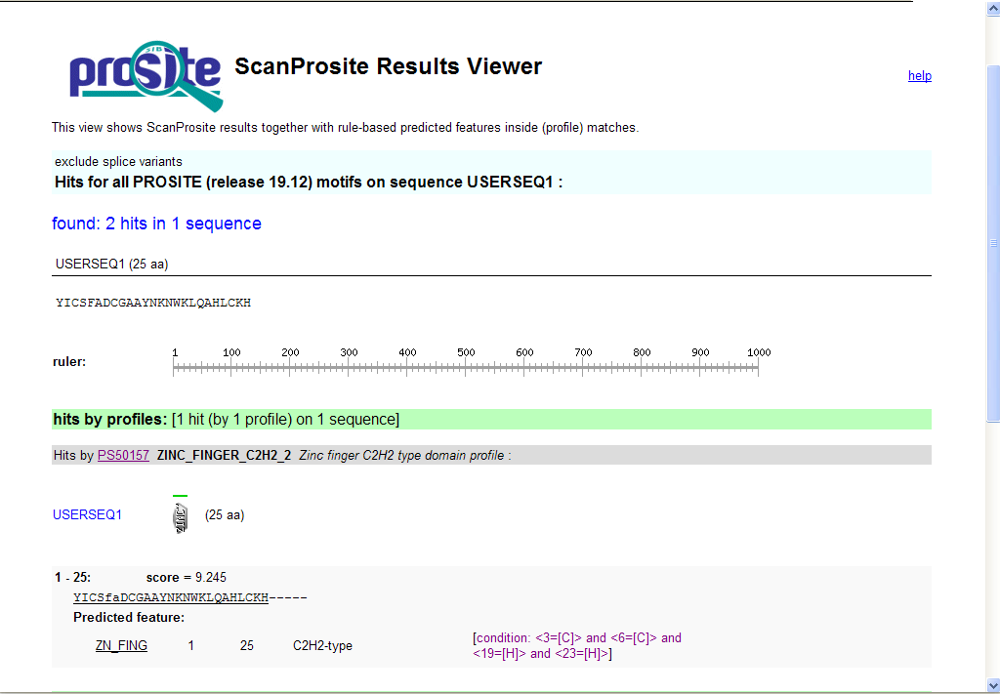 SIB
prosite
ScanProsite Results Viewer
help
This view shows ScanProsite results together with rule-based predicted features inside (profile) matches.
exclude splice variants
Hits for all PROSITE (release 19.12) motifs on sequence USERSEQ1 :
found: 2 hits in 1 sequence
USERSEQ1 (25 aa)
YICSFADCGAAYNKNWKLQAHLCKH
ruler: 1 100 200 300 400 500 600 700 800 900 1000
hits by profiles: [1 hit (by 1 profile) on 1 sequence]
Hits by PS50157 ZINC_FINGER_C2H2_2 Zinc finger C2H2 type domain profile :
USERSEQ1 (25 aa)
1 - 25: score = 9.245
YICSfaDCGAAYNKNWKLQAHLCKH-----
Predicted feature:
ZN_FING 1 25 C2H2-type [condition: <3=[C]> and <6=[C]> and
<19=[H]> and <23=[H]>]